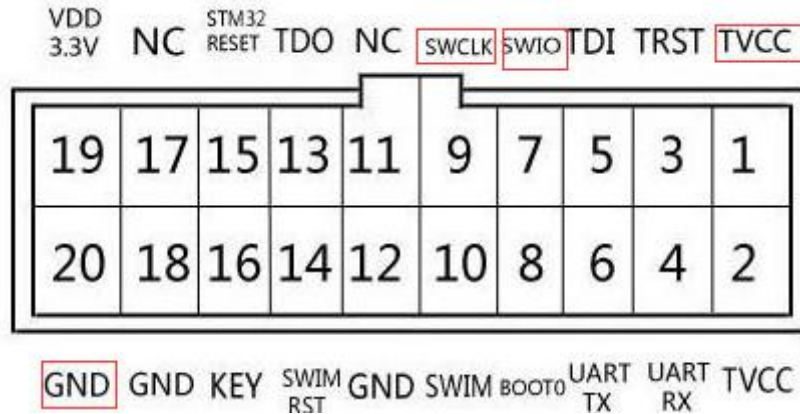 VDD 3.3V NC STM32 RESET TDO NC SWCLK SWIO TDI TRST TVCC
19 17 15 13 11 9 7 5 3 1
20 18 16 14 12 10 8 6 4 2
GND GND KEY SWIM RST GND SWIM BOOT0 UART TX UART RX TVCC